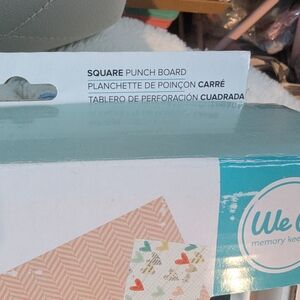 SQUARE PUNCH BOARD
PLANCHETTE DE POINÇON CARRÉ
TABLERO DE PERFORACIÓN CUADRADA
We
memory kee